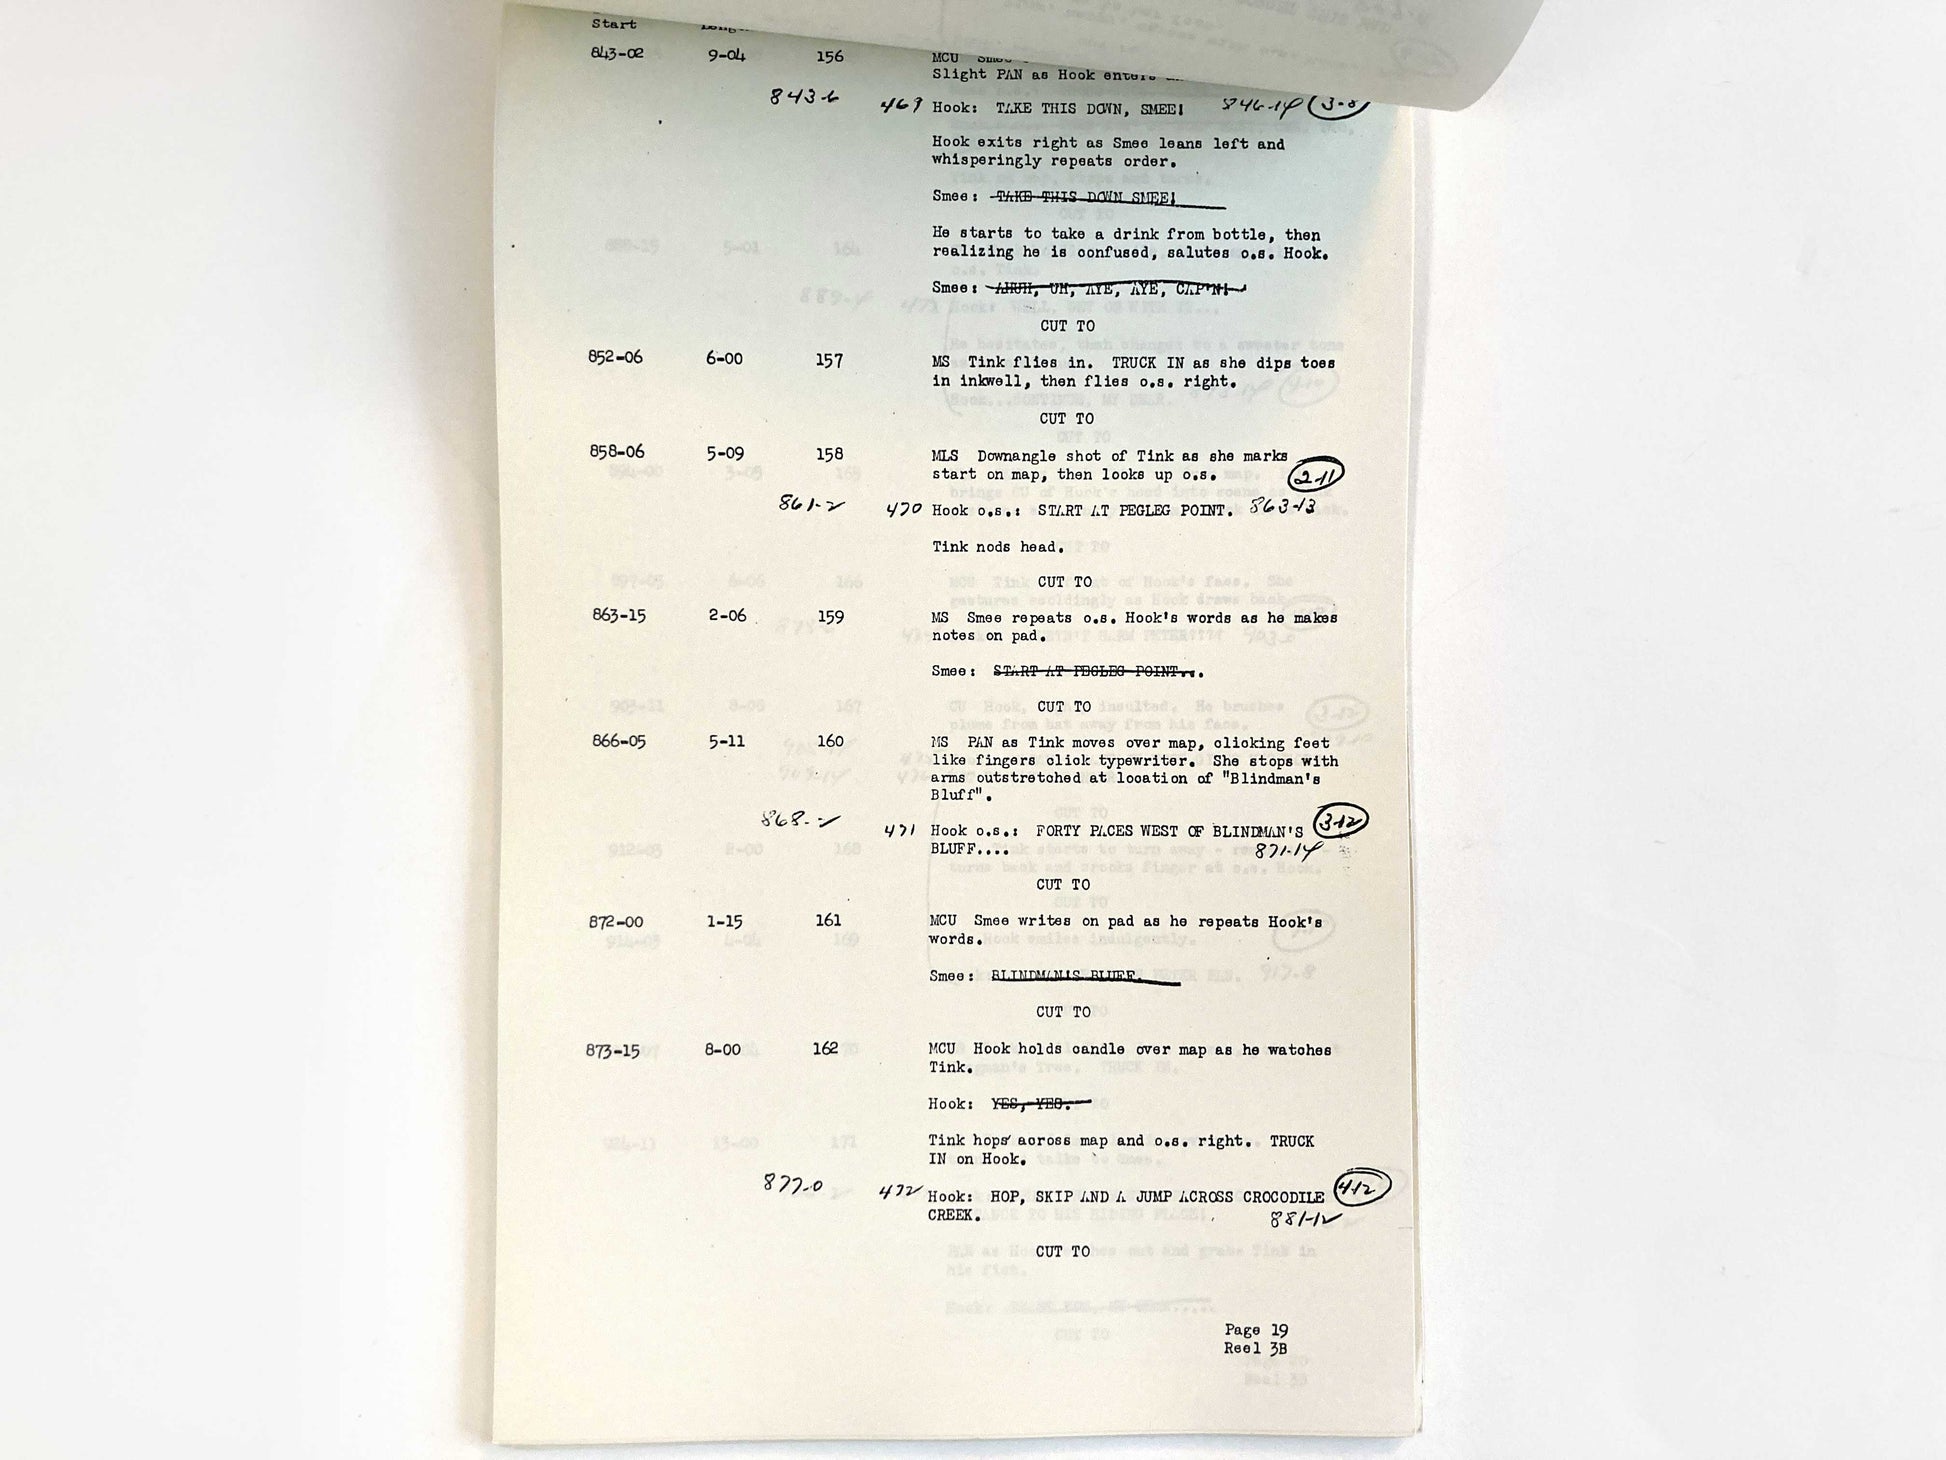 Start
843-02 9-04 156 MCU Smee
Slight PAN as Hook enters
843-6 469 Hook: TAKE THIS DOWN, SMEE! 846-14 (3-8)
Hook exits right as Smee leans left and
whisperingly repeats order.
Smee: TAKE THIS DOWN SMEE!
He starts to take a drink from bottle, then
realizing he is confused, salutes o.s. Hook.
Smee: AHUH, UH, AYE, AYE, CAP'N!
CUT TO
852-06 6-00 157 MS Tink flies in. TRUCK IN as she dips toes
in inkwell, then flies o.s. right.
CUT TO
858-06 5-09 158 MLS Downangle shot of Tink as she marks
start on map, then looks up o.s. 2-11
861-2 470 Hook o.s.: START AT PEGLEG POINT. 863-13
Tink nods head.
CUT TO
863-15 2-06 159 MS Smee repeats o.s. Hook's words as he makes
notes on pad.
Smee: START AT PEGLEG POINT...
CUT TO
866-05 5-11 160 MS PAN as Tink moves over map, clicking feet
like fingers click typewriter. She stops with
arms outstretched at location of "Blindman's
Bluff".
868-2 471 Hook o.s.: FORTY PACES WEST OF BLINDMAN'S 3-12
BLUFF.... 871-14
CUT TO
872-00 1-15 161 MCU Smee writes on pad as he repeats Hook's
words.
Smee: BLINDMAN'S BLUFF.
CUT TO
873-15 8-00 162 MCU Hook holds candle over map as he watches
Tink.
Hook: YES, YES.
Tink hops across map and o.s. right. TRUCK
IN on Hook.
877-0 472 Hook: HOP, SKIP AND A JUMP ACROSS CROCODILE 4-12
CREEK. 881-12
CUT TO
Page 19
Reel 3B